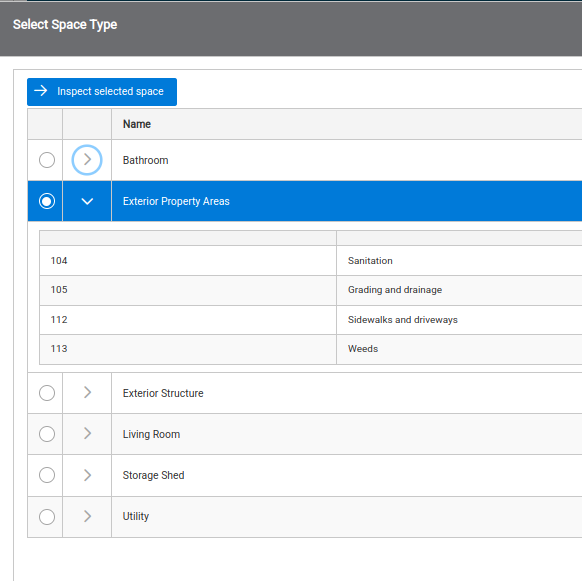 Select Space Type
Inspect selected space
Name
Bathroom
Exterior Property Areas
104 Sanitation
105 Grading and drainage
112 Sidewalks and driveways
113 Weeds
Exterior Structure
Living Room
Storage Shed
Utility